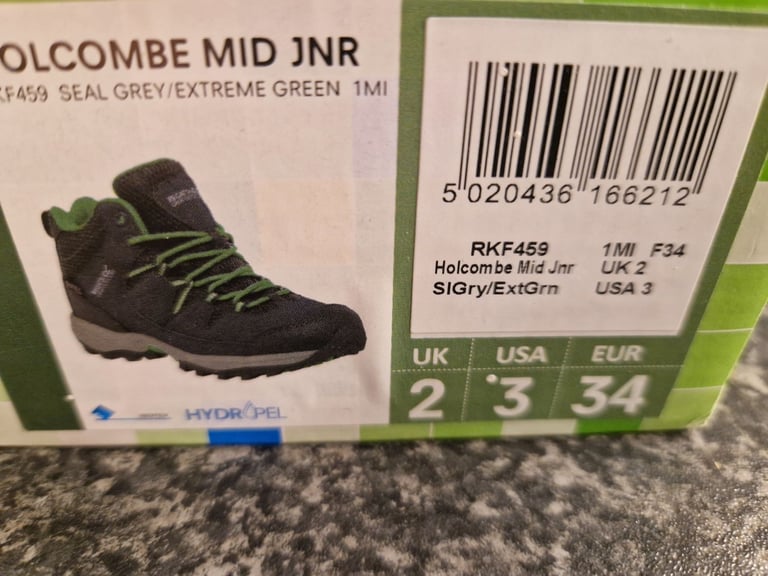 OLCOMBE MID JNR
KF459 SEAL GREY/EXTREME GREEN 1MI
HYDROPEL
5 020436 166212
RKF459 1MI F34
Holcombe Mid Jnr UK 2
SlGry/ExtGrn USA 3
UK USA EUR
2 3 34